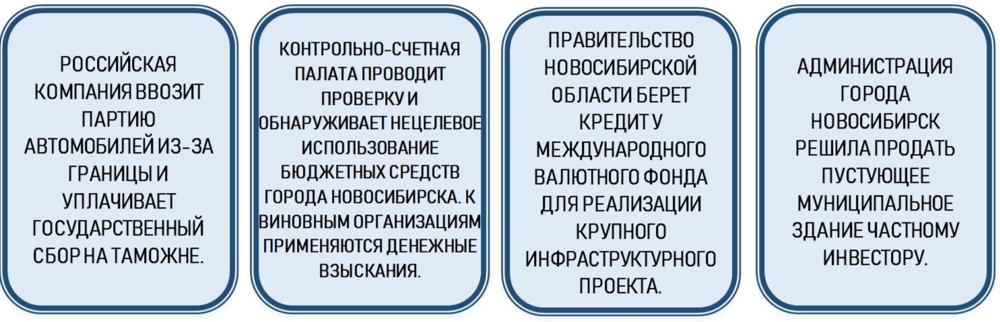 РОССИЙСКАЯ
КОМПАНИЯ ВВОЗИТ
ПАРТИЮ
АВТОМОБИЛЕЙ ИЗ-ЗА
ГРАНИЦЫ И
УПЛАЧИВАЕТ
ГОСУДАРСТВЕННЫЙ
СБОР НА ТАМОЖНЕ.
КОНТРОЛЬНО-СЧЕТНАЯ
ПАЛАТА ПРОВОДИТ
ПРОВЕРКУ И
ОБНАРУЖИВАЕТ НЕЦЕЛЕВОЕ
ИСПОЛЬЗОВАНИЕ
БЮДЖЕТНЫХ СРЕДСТВ
ГОРОДА НОВОСИБИРСКА. К
ВИНОВНЫМ ОРГАНИЗАЦИЯМ
ПРИМЕНЯЮТСЯ ДЕНЕЖНЫЕ
ВЗЫСКАНИЯ.
ПРАВИТЕЛЬСТВО
НОВОСИБИРСКОЙ
ОБЛАСТИ БЕРЕТ
КРЕДИТ У
МЕЖДУНАРОДНОГО
ВАЛЮТНОГО ФОНДА
ДЛЯ РЕАЛИЗАЦИИ
КРУПНОГО
ИНФРАСТРУКТУРНОГО
ПРОЕКТА.
АДМИНИСТРАЦИЯ
ГОРОДА
НОВОСИБИРСК
РЕШИЛА ПРОДАТЬ
ПУСТУЮЩЕЕ
МУНИЦИПАЛЬНОЕ
ЗДАНИЕ ЧАСТНОМУ
ИНВЕСТОРУ.